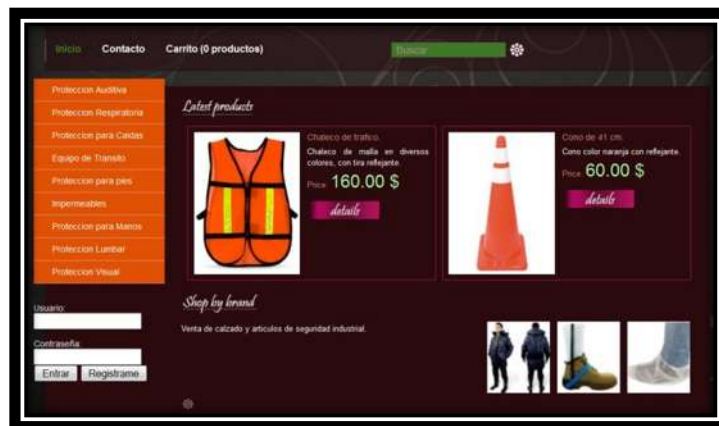 Inicio Contacto Carrito (0 productos) Buscar
Proteccion Auditiva
Proteccion Respiratoria
Proteccion para Caidas
Equipo de Transito
Proteccion para pies
Impermeables
Proteccion para Manos
Proteccion Lumbar
Proteccion Visual
Usuario:
Contraseña:
Entrar Registrarme
Latest products
Chaleco de trafico.
Chaleco de malla en diversos
colores, con tira reflejante.
Price: 160.00 $
details
Cono de 41 cm.
Cono color naranja con reflejante.
Price: 60.00 $
details
Shop by brand
Venta de calzado y articulos de seguridad industrial.